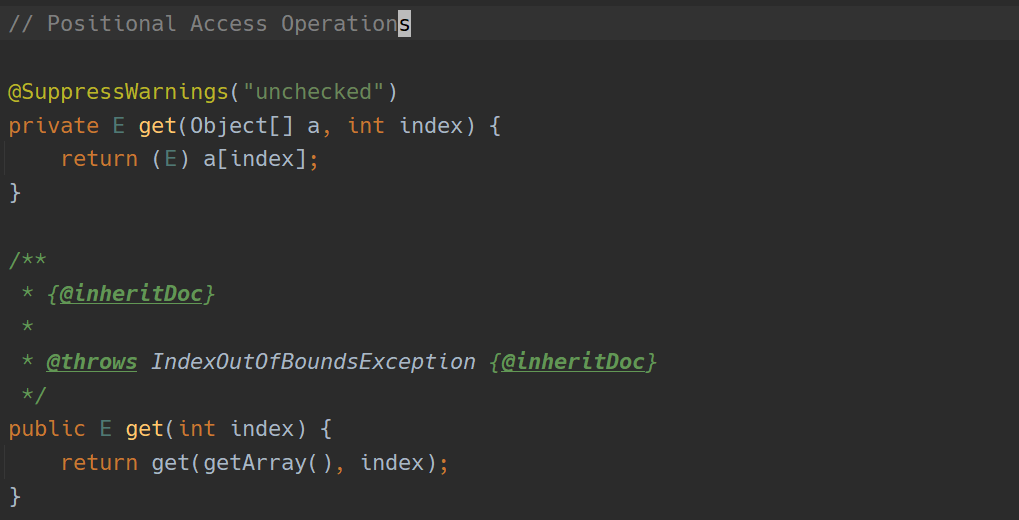 // Positional Access Operations
@SuppressWarnings("unchecked")
private E get(Object[] a, int index) {
return (E) a[index];
}
/**
* {@inheritDoc}
*
* @throws IndexOutOfBoundsException {@inheritDoc}
*/
public E get(int index) {
return get(getArray(), index);
}